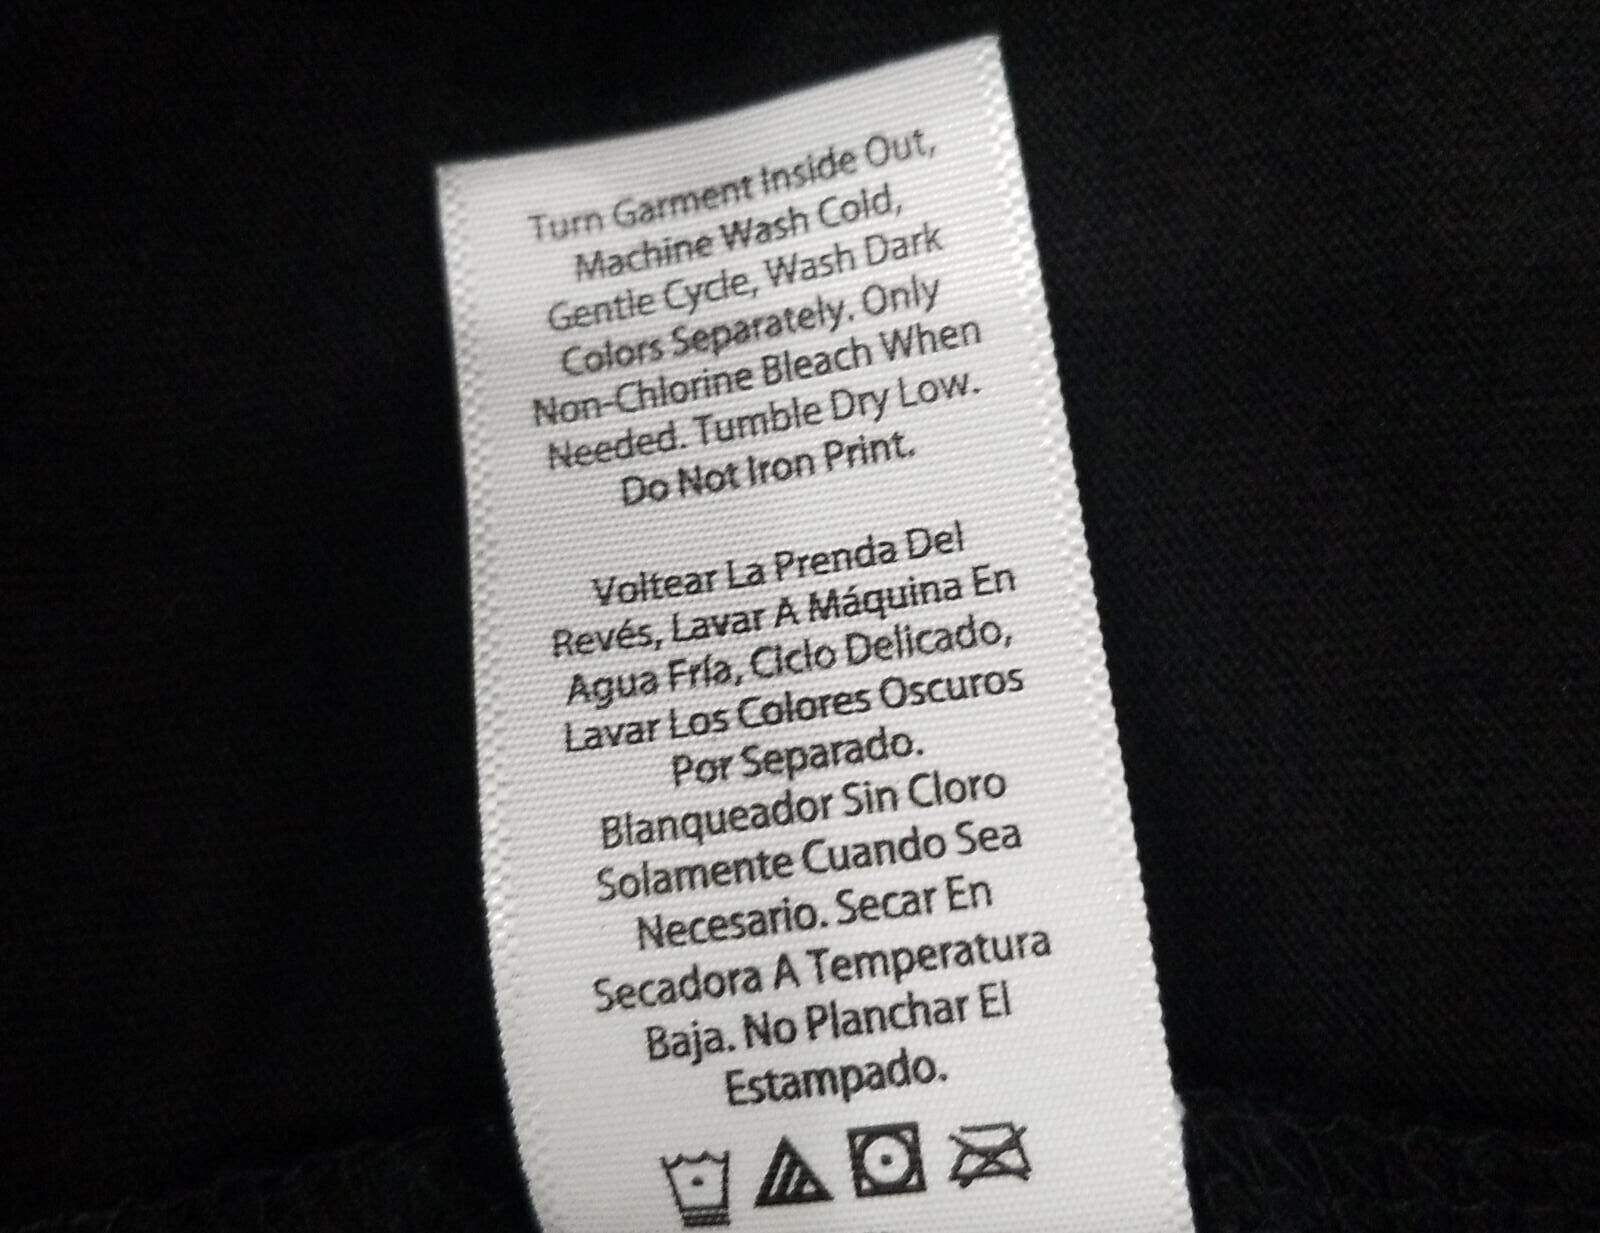 Turn Garment Inside Out,
Machine Wash Cold,
Gentle Cycle, Wash Dark
Colors Separately. Only
Non-Chlorine Bleach When
Needed. Tumble Dry Low.
Do Not Iron Print.
Voltear La Prenda Del
Revés, Lavar A Máquina En
Agua Fría, Ciclo Delicado,
Lavar Los Colores Oscuros
Por Separado.
Blanqueador Sin Cloro
Solamente Cuando Sea
Necesario. Secar En
Secadora A Temperatura
Baja. No Planchar El
Estampado.